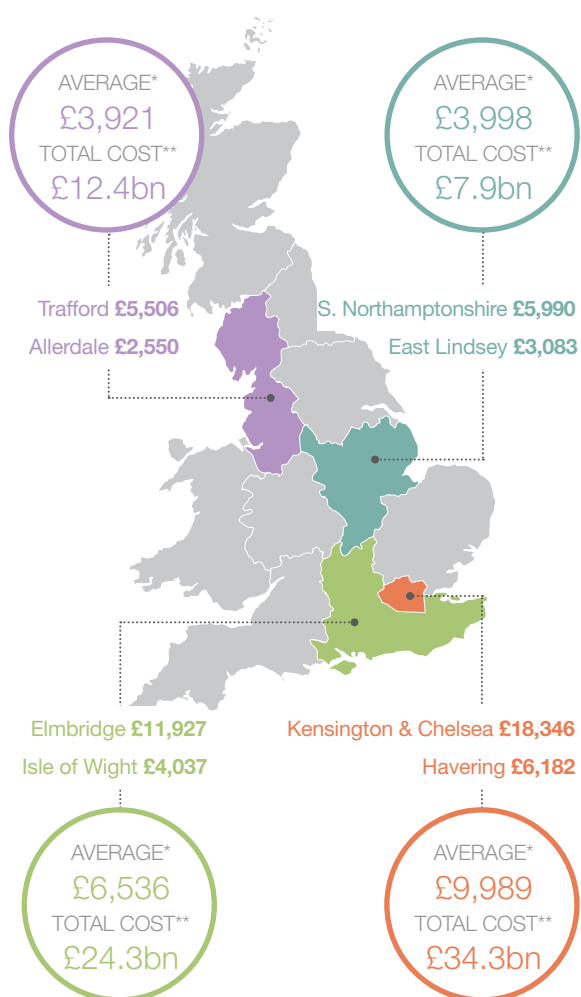 AVERAGE*
£3,921
TOTAL COST**
£12.4bn
AVERAGE*
£3,998
TOTAL COST**
£7.9bn
Trafford £5,506
Allerdale £2,550
S. Northamptonshire £5,990
East Lindsey £3,083
Elmbridge £11,927
Isle of Wight £4,037
Kensington & Chelsea £18,346
Havering £6,182
AVERAGE*
£6,536
TOTAL COST**
£24.3bn
AVERAGE*
£9,989
TOTAL COST**
£34.3bn